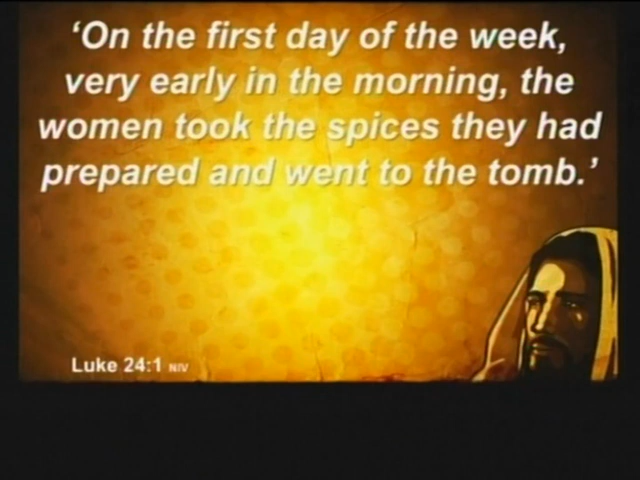 ‘On the first day of the week,
very early in the morning, the
women took the spices they had
prepared and went to the tomb.’
Luke 24:1 NIV